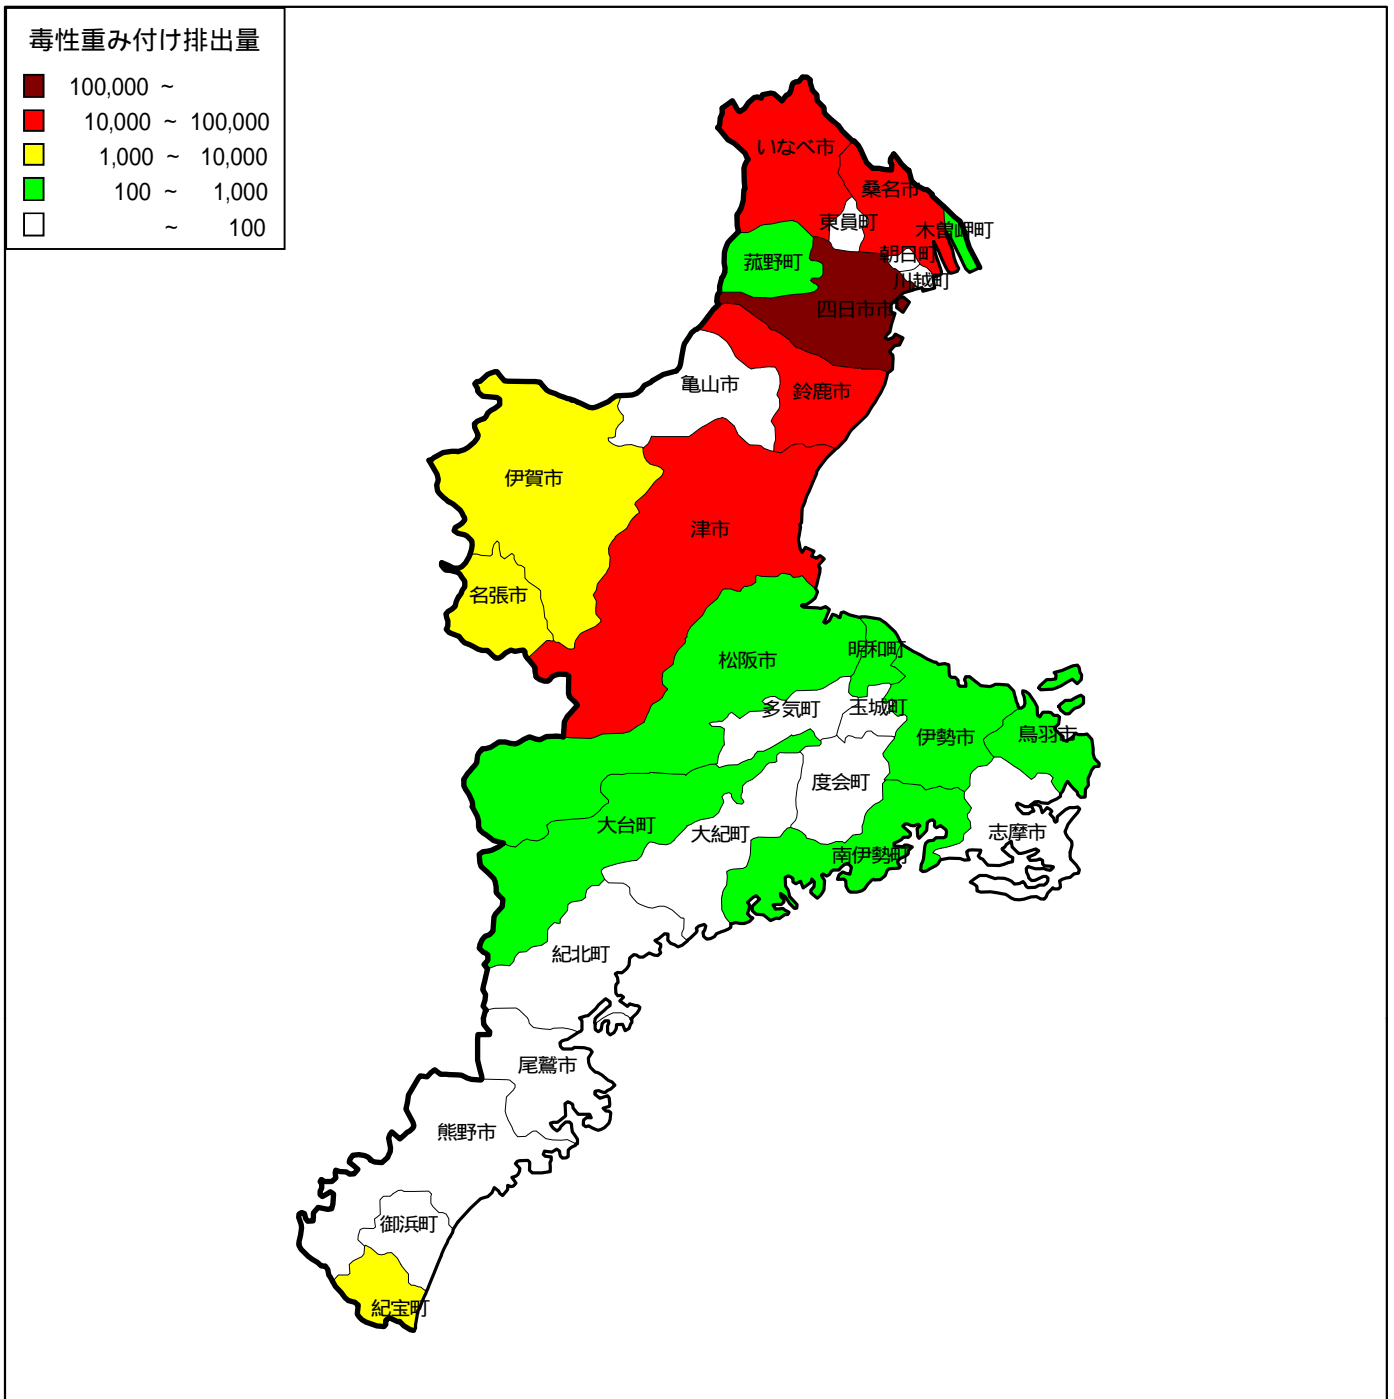 毒性重み付け排出量
100,000 ~
10,000 ~ 100,000
1,000 ~ 10,000
100 ~ 1,000
~ 100
いなべ市
桑名市
東員町
木曽岬町
朝日町
菰野町
川越町
四日市市
亀山市
鈴鹿市
伊賀市
津市
名張市
明和町
松阪市
多気町
玉城町
伊勢市
鳥羽市
度会町
大台町
大紀町
志摩市
南伊勢町
紀北町
尾鷲市
熊野市
御浜町
紀宝町